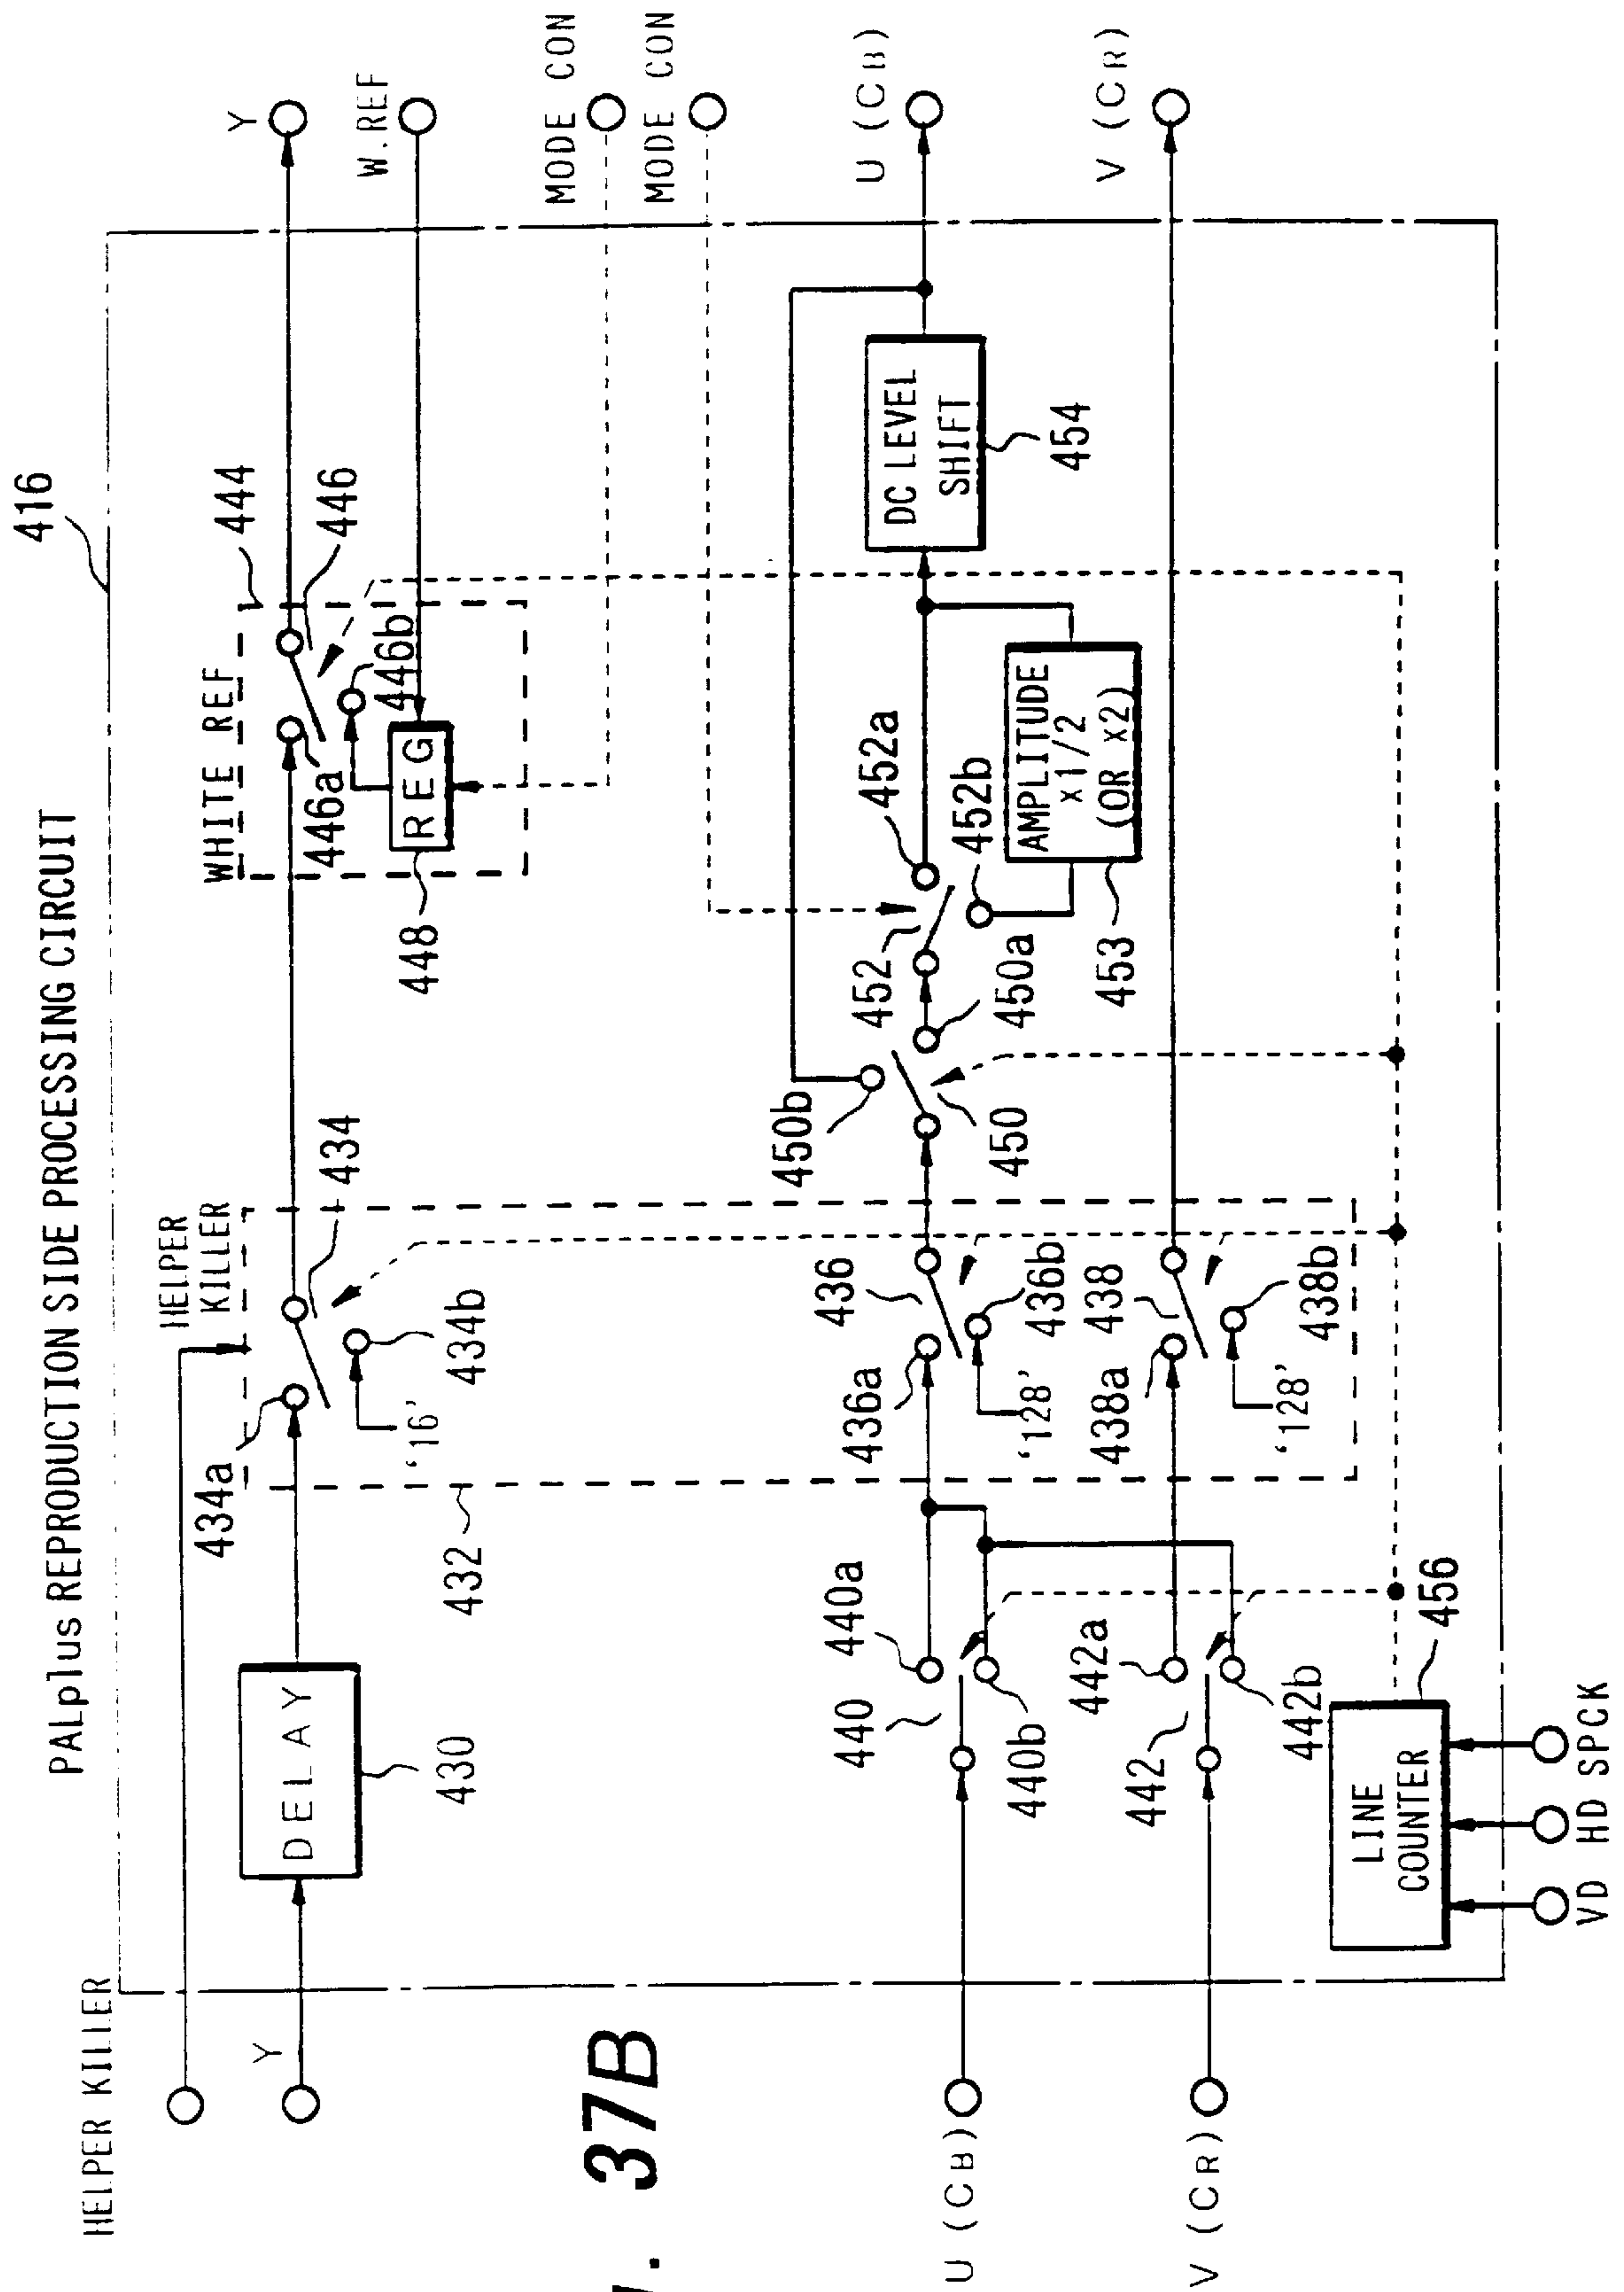 PALplus REPRODUCTION SIDE PROCESSING CIRCUIT
416
HELPER KILLER
HELPER
KILLER
WHITE REF
444
446
Y
Y
DELAY
430
434a
434
434b
'16'
432
446a
446b
REG
448
W.REF
MODE CON
MODE CON
37B
U (CB)
440
440a
440b
436a
436
436b
'128'
450b
450
450a
452
452a
452b
AMPLITUDE
x1/2
(OR x2)
453
DC LEVEL
SHIFT
454
U (CB)
V (CR)
442
442a
442b
438a
438
438b
'128'
V (CR)
LINE
COUNTER
456
VD HD SPCK